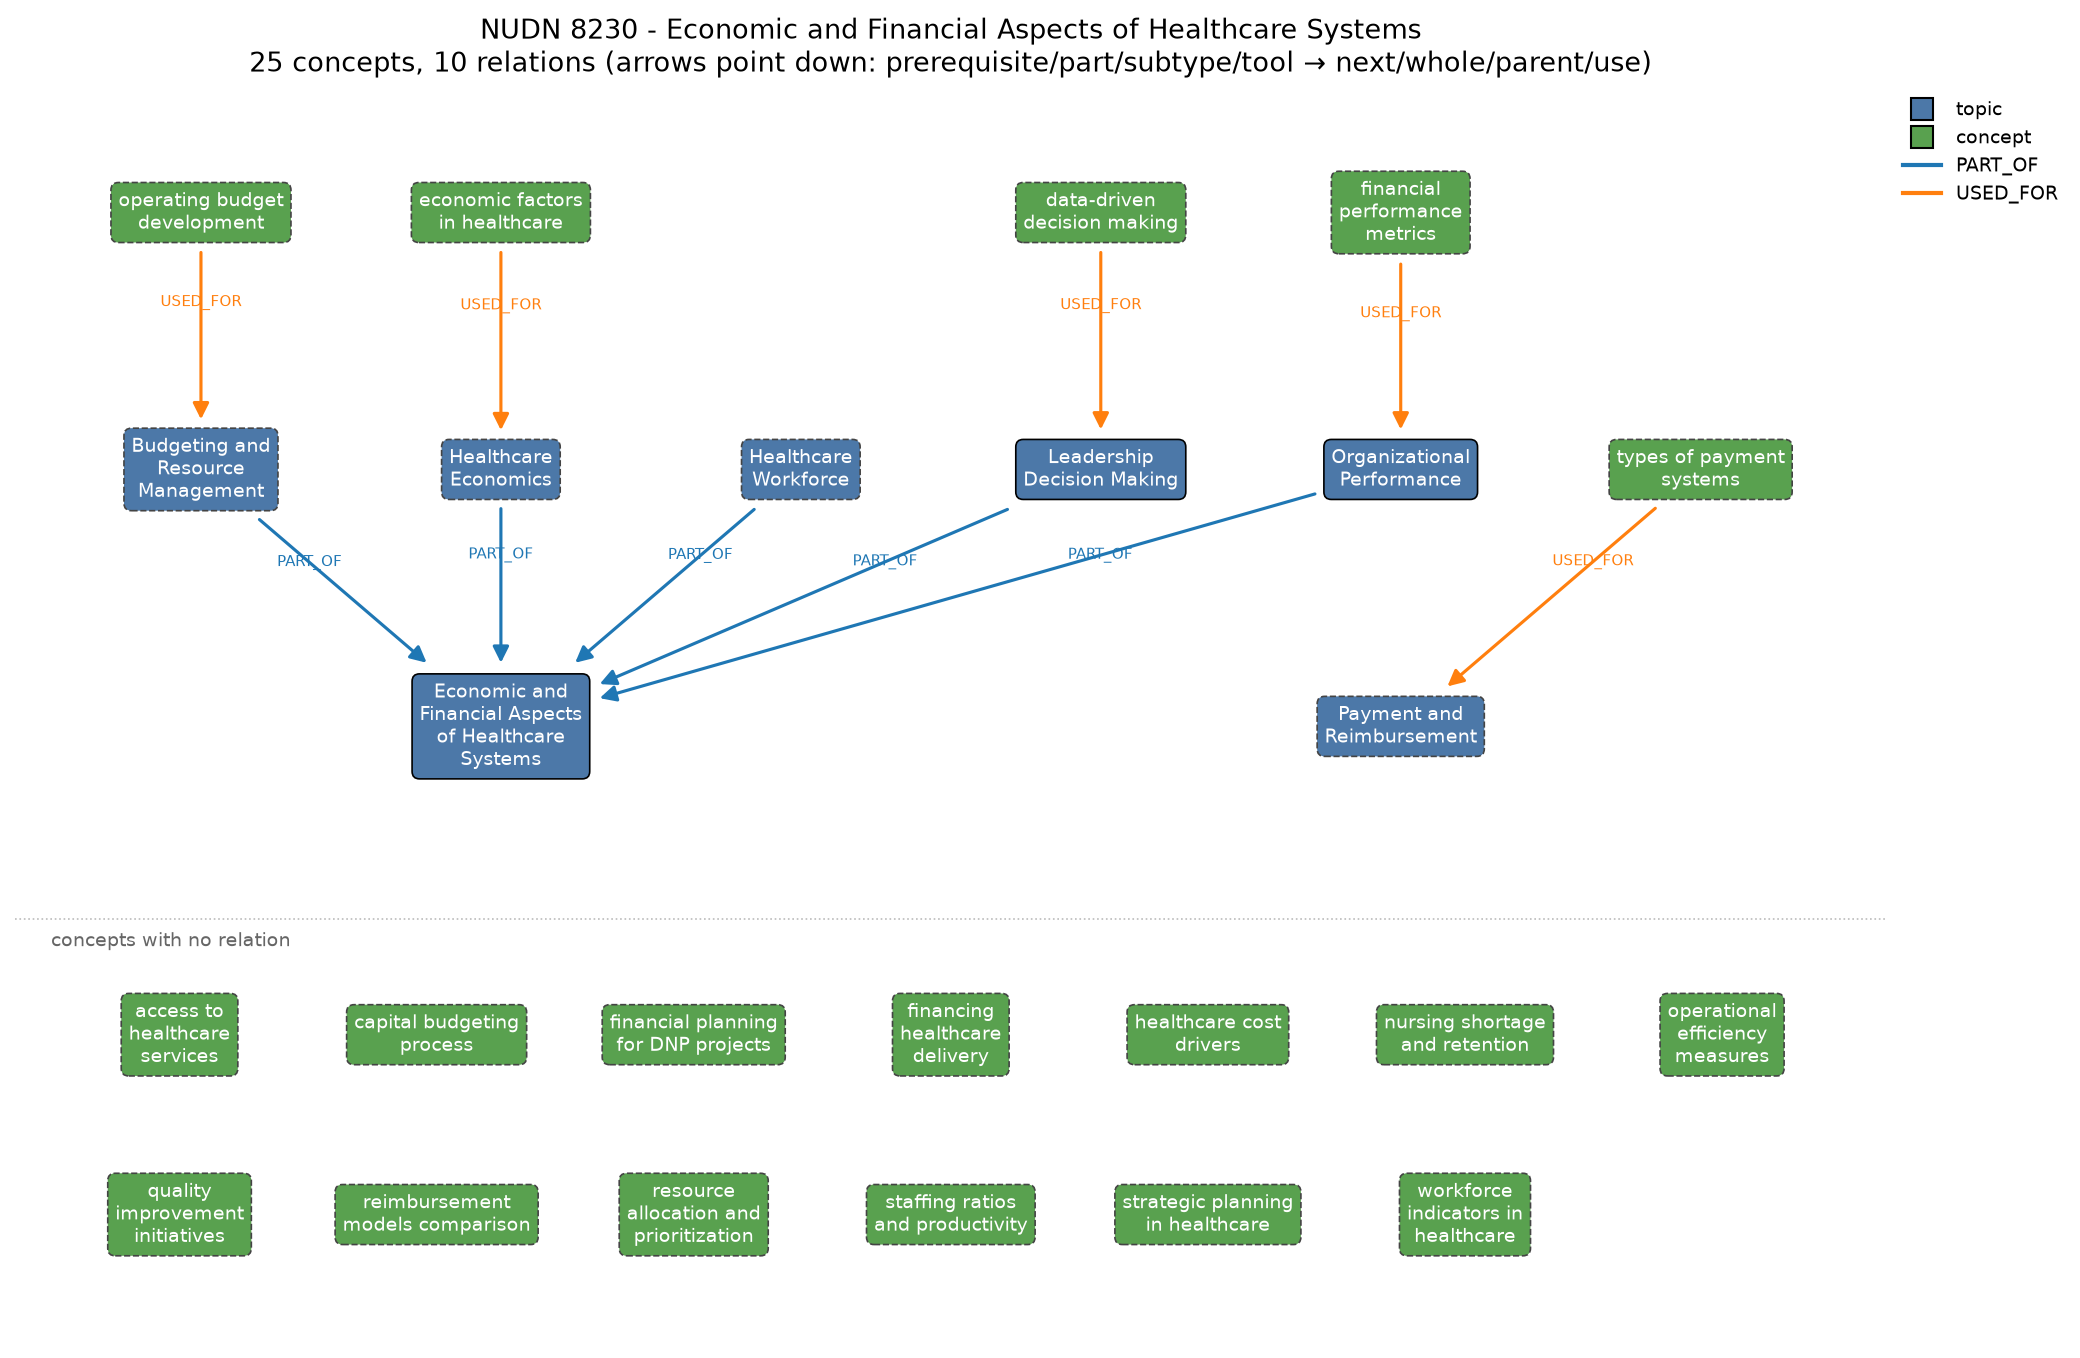 NUDN 8230 - Economic and Financial Aspects of Healthcare Systems
25 concepts, 10 relations (arrows point down: prerequisite/part/subtype/tool → next/whole/parent/use)
topic
concept
PART_OF
USED_FOR
operating budget
development
economic factors
in healthcare
data-driven
decision making
financial
performance
metrics
USED_FOR
USED_FOR
USED_FOR
USED_FOR
Budgeting and
Resource
Management
Healthcare
Economics
Healthcare
Workforce
Leadership
Decision Making
Organizational
Performance
types of payment
systems
PART_OF
PART_OF
PART_OF
PART_OF
PART_OF
USED_FOR
Economic and
Financial Aspects
of Healthcare
Systems
Payment and
Reimbursement
concepts with no relation
access to
healthcare
services
capital budgeting
process
financial planning
for DNP projects
financing
healthcare
delivery
healthcare cost
drivers
nursing shortage
and retention
operational
efficiency
measures
quality
improvement
initiatives
reimbursement
models comparison
resource
allocation and
prioritization
staffing ratios
and productivity
strategic planning
in healthcare
workforce
indicators in
healthcare